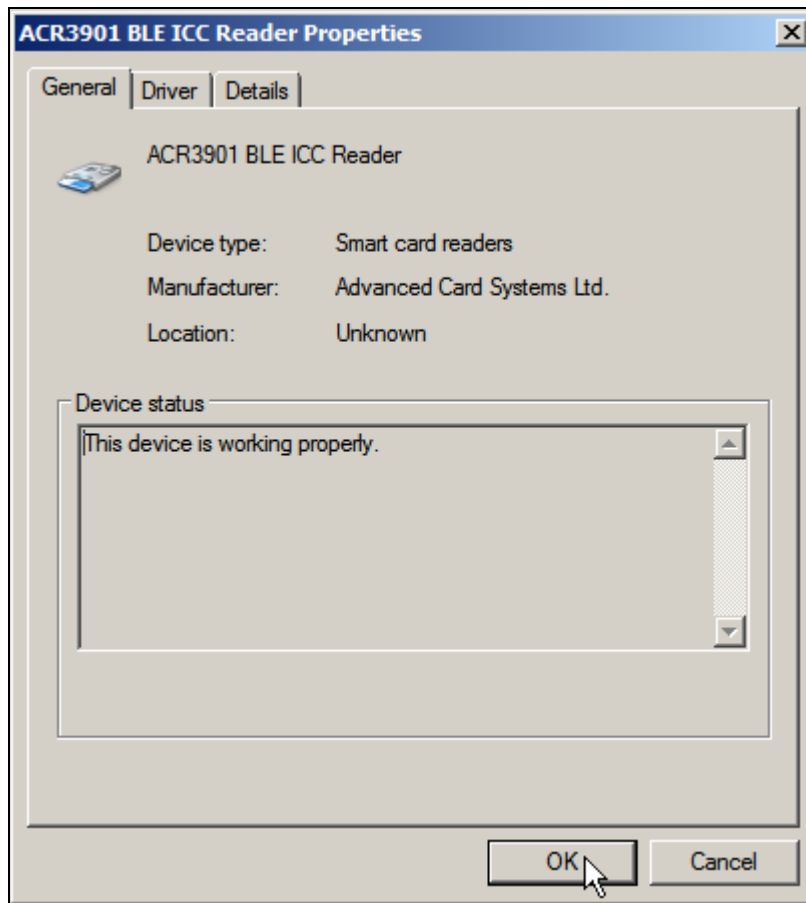 ACR3901 BLE ICC Reader Properties
General Driver Details
ACR3901 BLE ICC Reader
Device type: Smart card readers
Manufacturer: Advanced Card Systems Ltd.
Location: Unknown
Device status
This device is working properly.
OK Cancel